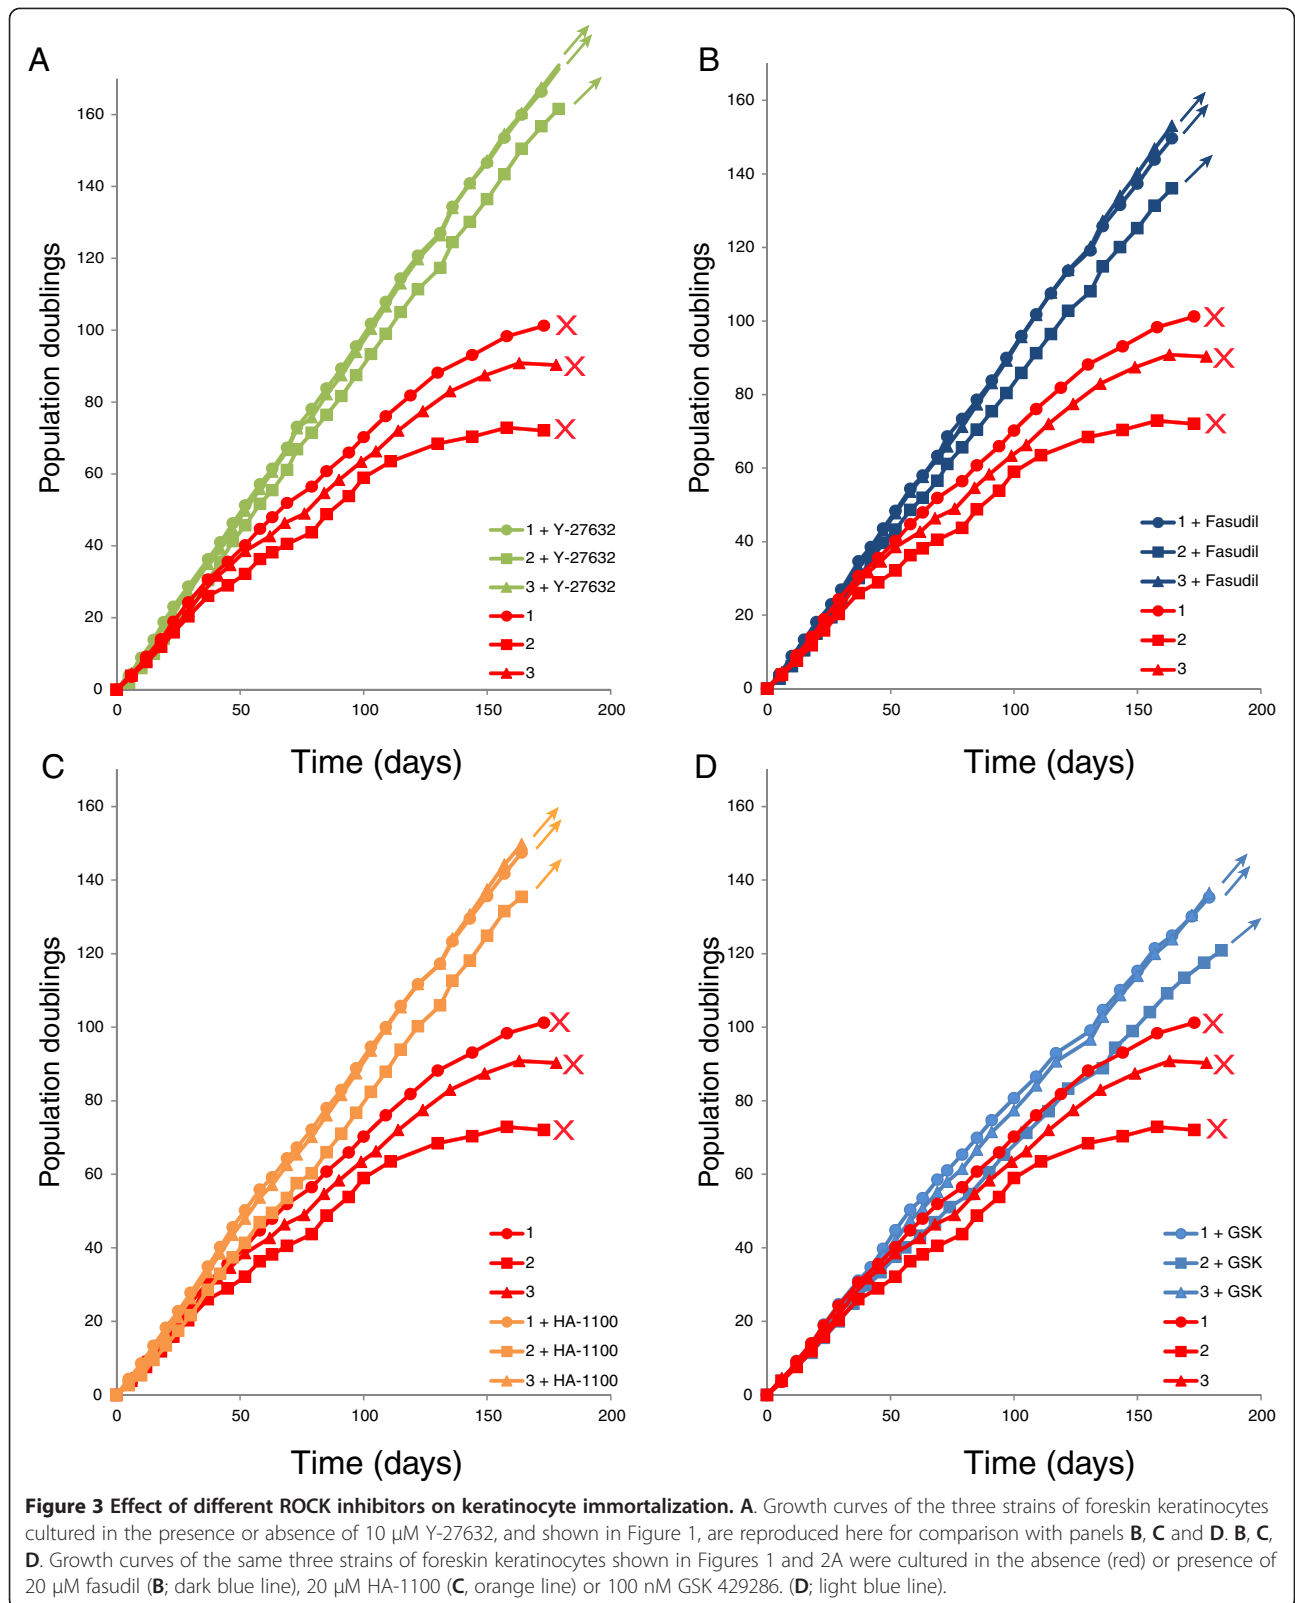 A
160
140
120
100
80
60
40
20
0
Population doublings
0 50 100 150 200
Time (days)
1 + Y-27632
2 + Y-27632
3 + Y-27632
1
2
3
B
160
140
120
100
80
60
40
20
0
Population doublings
0 50 100 150 200
Time (days)
1 + Fasudil
2 + Fasudil
3 + Fasudil
1
2
3
C
160
140
120
100
80
60
40
20
0
Population doublings
0 50 100 150 200
Time (days)
1
2
3
1 + HA-1100
2 + HA-1100
3 + HA-1100
D
160
140
120
100
80
60
40
20
0
Population doublings
0 50 100 150 200
Time (days)
1 + GSK
2 + GSK
3 + GSK
1
2
3
Figure 3 Effect of different ROCK inhibitors on keratinocyte immortalization. A. Growth curves of the three strains of foreskin keratinocytes
cultured in the presence or absence of 10 μM Y-27632, and shown in Figure 1, are reproduced here for comparison with panels B, C and D. B, C,
D. Growth curves of the same three strains of foreskin keratinocytes shown in Figures 1 and 2A were cultured in the absence (red) or presence of
20 μM fasudil (B; dark blue line), 20 μM HA-1100 (C, orange line) or 100 nM GSK 429286. (D; light blue line).